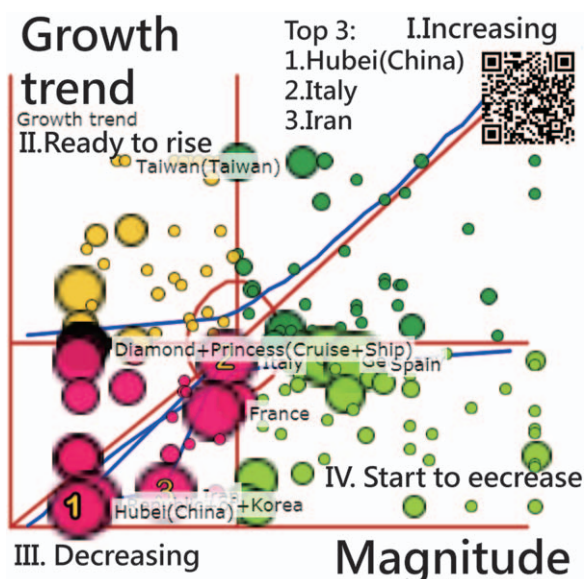 Growth
trend
Top 3:
I.Increasing
1.Hubei(China)
2.Italy
3.Iran
Growth trend
II.Ready to rise
Taiwan(Taiwan)
Diamond+Princess(Cruise+Ship)
2
Italy
Ge
Spain
France
IV. Start to eecrease
3
1
Hubei(China)
+Korea
III. Decreasing
Magnitude